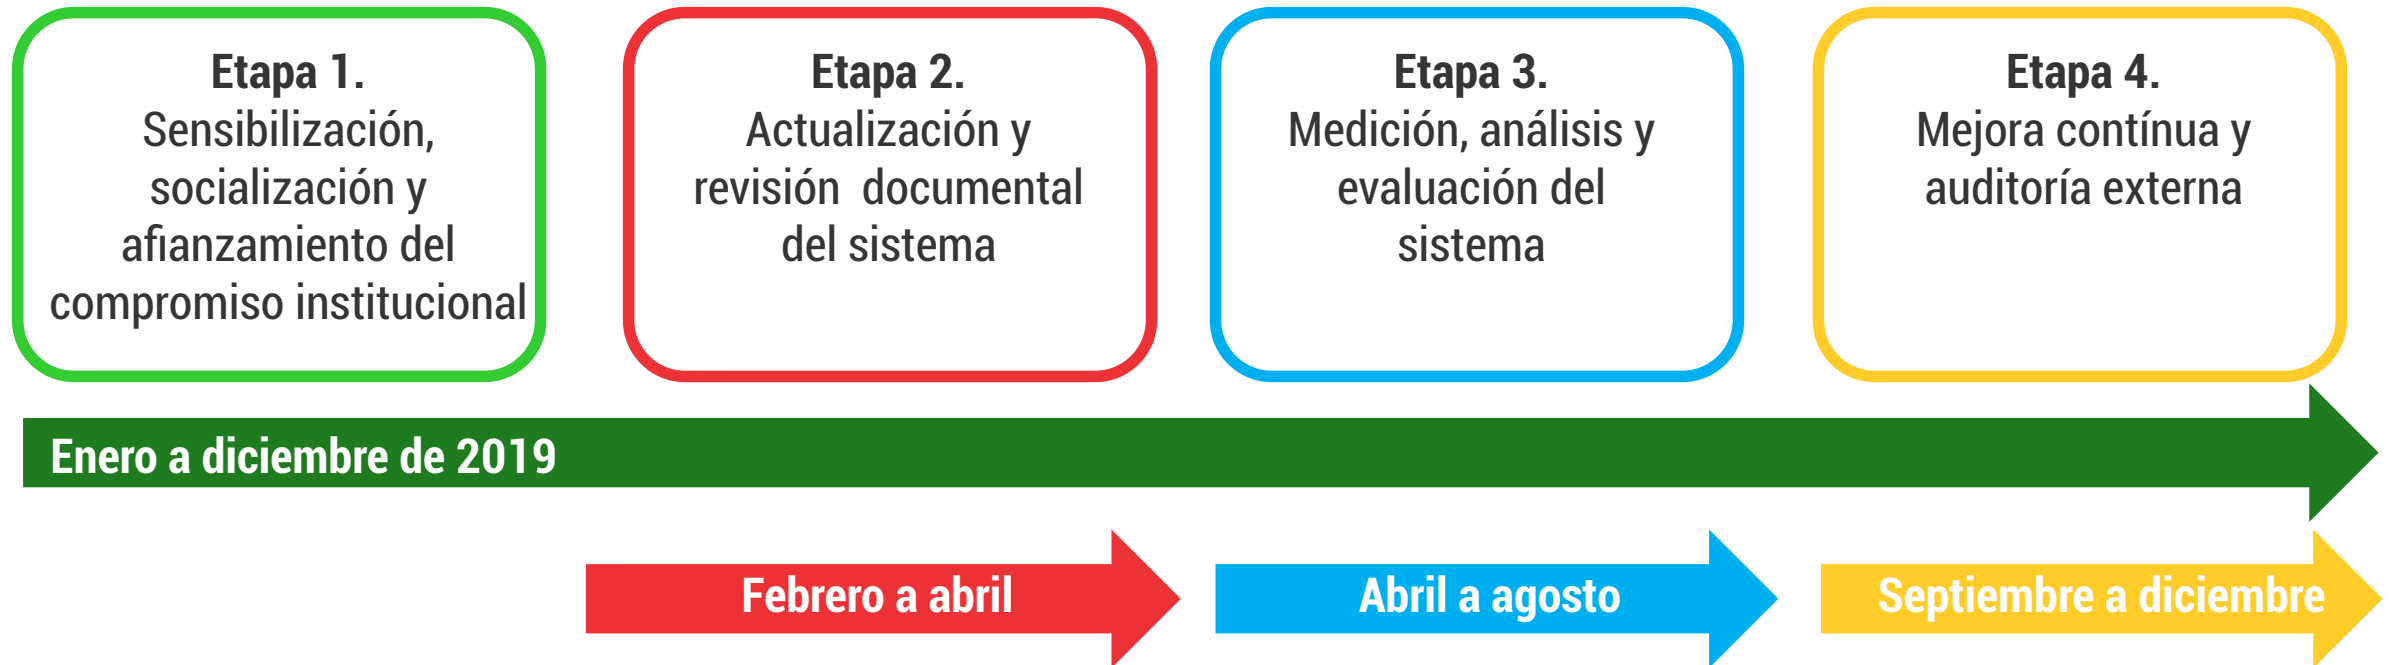 Etapa 1.
Sensibilización,
socialización y
afianzamiento del
compromiso institucional
Etapa 2.
Actualización y
revisión  documental
del sistema
Etapa 3.
Medición, análisis y
evaluación del
sistema
Etapa 4.
Mejora contínua y
auditoría externa
Enero a diciembre de 2019
Febrero a abril
Abril a agosto
Septiembre a diciembre